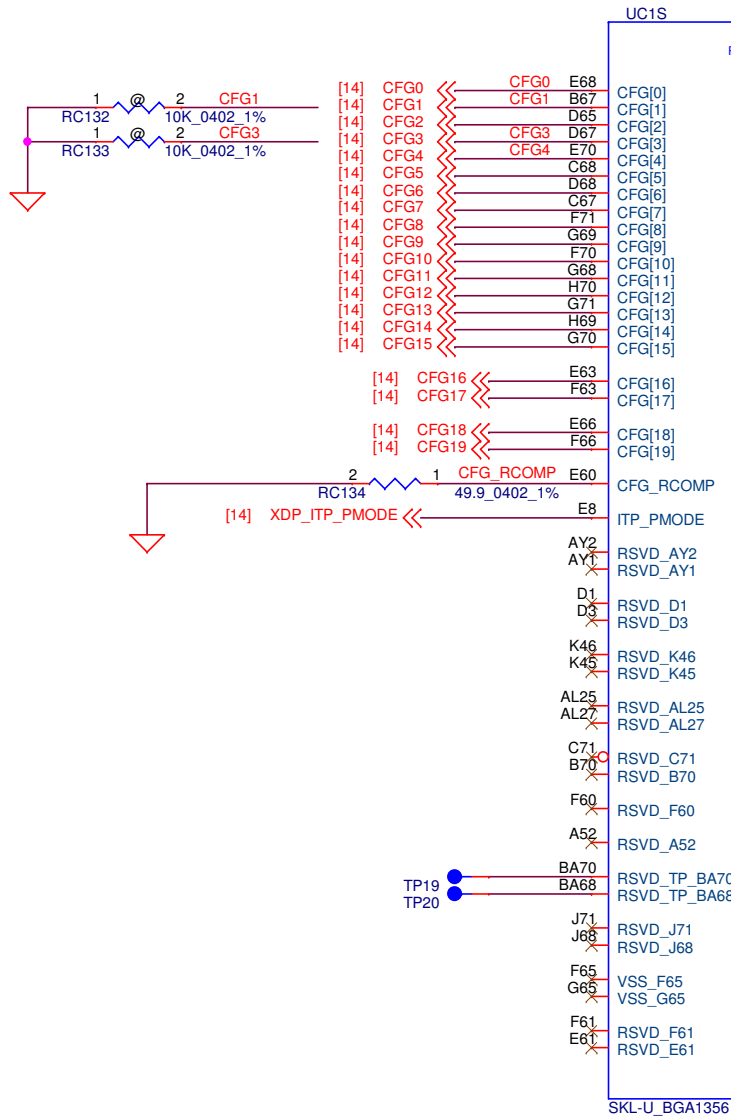 UC1S
1 @ 2 CFG1
RC132 10K_0402_1%
1 @ 2 CFG3
RC133 10K_0402_1%
[14] CFG0 CFG0 E68 CFG[0]
[14] CFG1 CFG1 B67 CFG[1]
[14] CFG2 D65 CFG[2]
[14] CFG3 CFG3 D67 CFG[3]
[14] CFG4 CFG4 E70 CFG[4]
[14] CFG5 C68 CFG[5]
[14] CFG6 D68 CFG[6]
[14] CFG7 C67 CFG[7]
[14] CFG8 F71 CFG[8]
[14] CFG9 G69 CFG[9]
[14] CFG10 F70 CFG[10]
[14] CFG11 G68 CFG[11]
[14] CFG12 H70 CFG[12]
[14] CFG13 G71 CFG[13]
[14] CFG14 H69 CFG[14]
[14] CFG15 G70 CFG[15]
[14] CFG16 E63 CFG[16]
[14] CFG17 F63 CFG[17]
[14] CFG18 E66 CFG[18]
[14] CFG19 F66 CFG[19]
2 1 CFG_RCOMP E60 CFG_RCOMP
RC134 49.9_0402_1%
[14] XDP_ITP_PMODE E8 ITP_PMODE
AY2 RSVD_AY2
AY1 RSVD_AY1
D1 RSVD_D1
D3 RSVD_D3
K46 RSVD_K46
K45 RSVD_K45
AL25 RSVD_AL25
AL27 RSVD_AL27
C71 RSVD_C71
B70 RSVD_B70
F60 RSVD_F60
A52 RSVD_A52
TP19 BA70 RSVD_TP_BA70
TP20 BA68 RSVD_TP_BA68
J71 RSVD_J71
J68 RSVD_J68
F65 VSS_F65
G65 VSS_G65
F61 RSVD_F61
E61 RSVD_E61
SKL-U_BGA1356